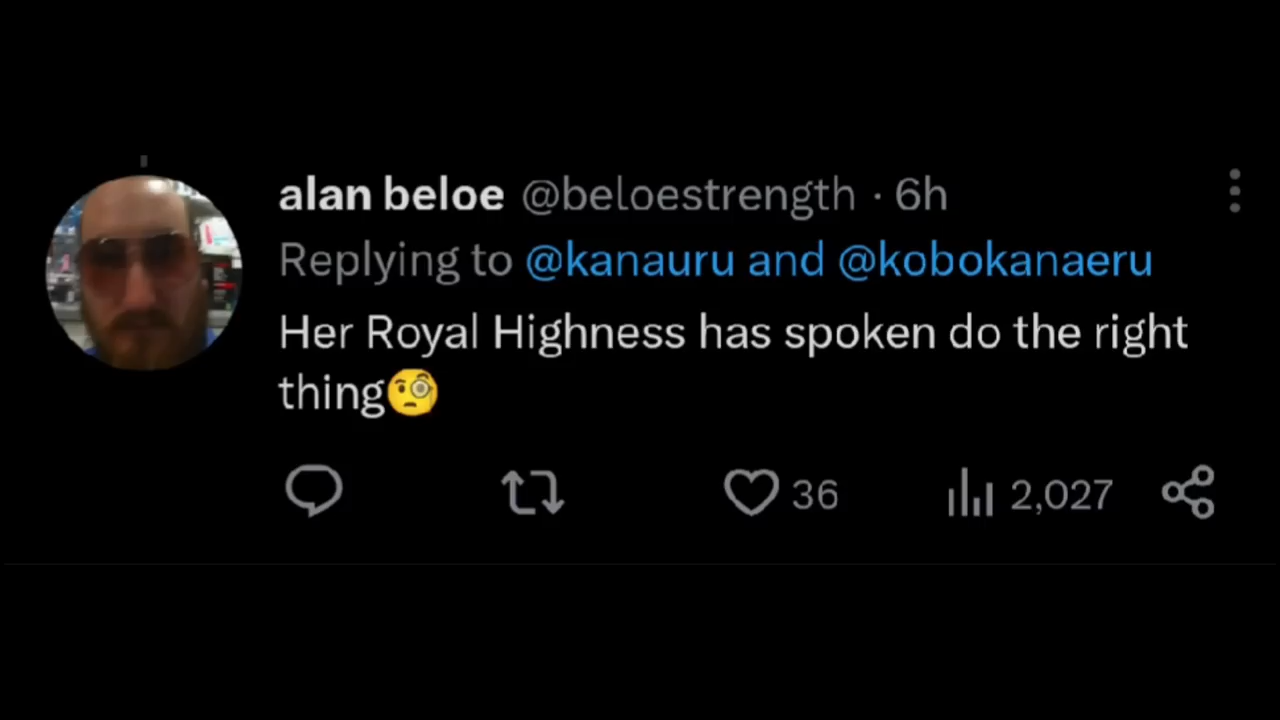 alan beloe @beloestrength · 6h
Replying to @kanauru and @kobokanaeru
Her Royal Highness has spoken do the right
thing🧐
36 2,027